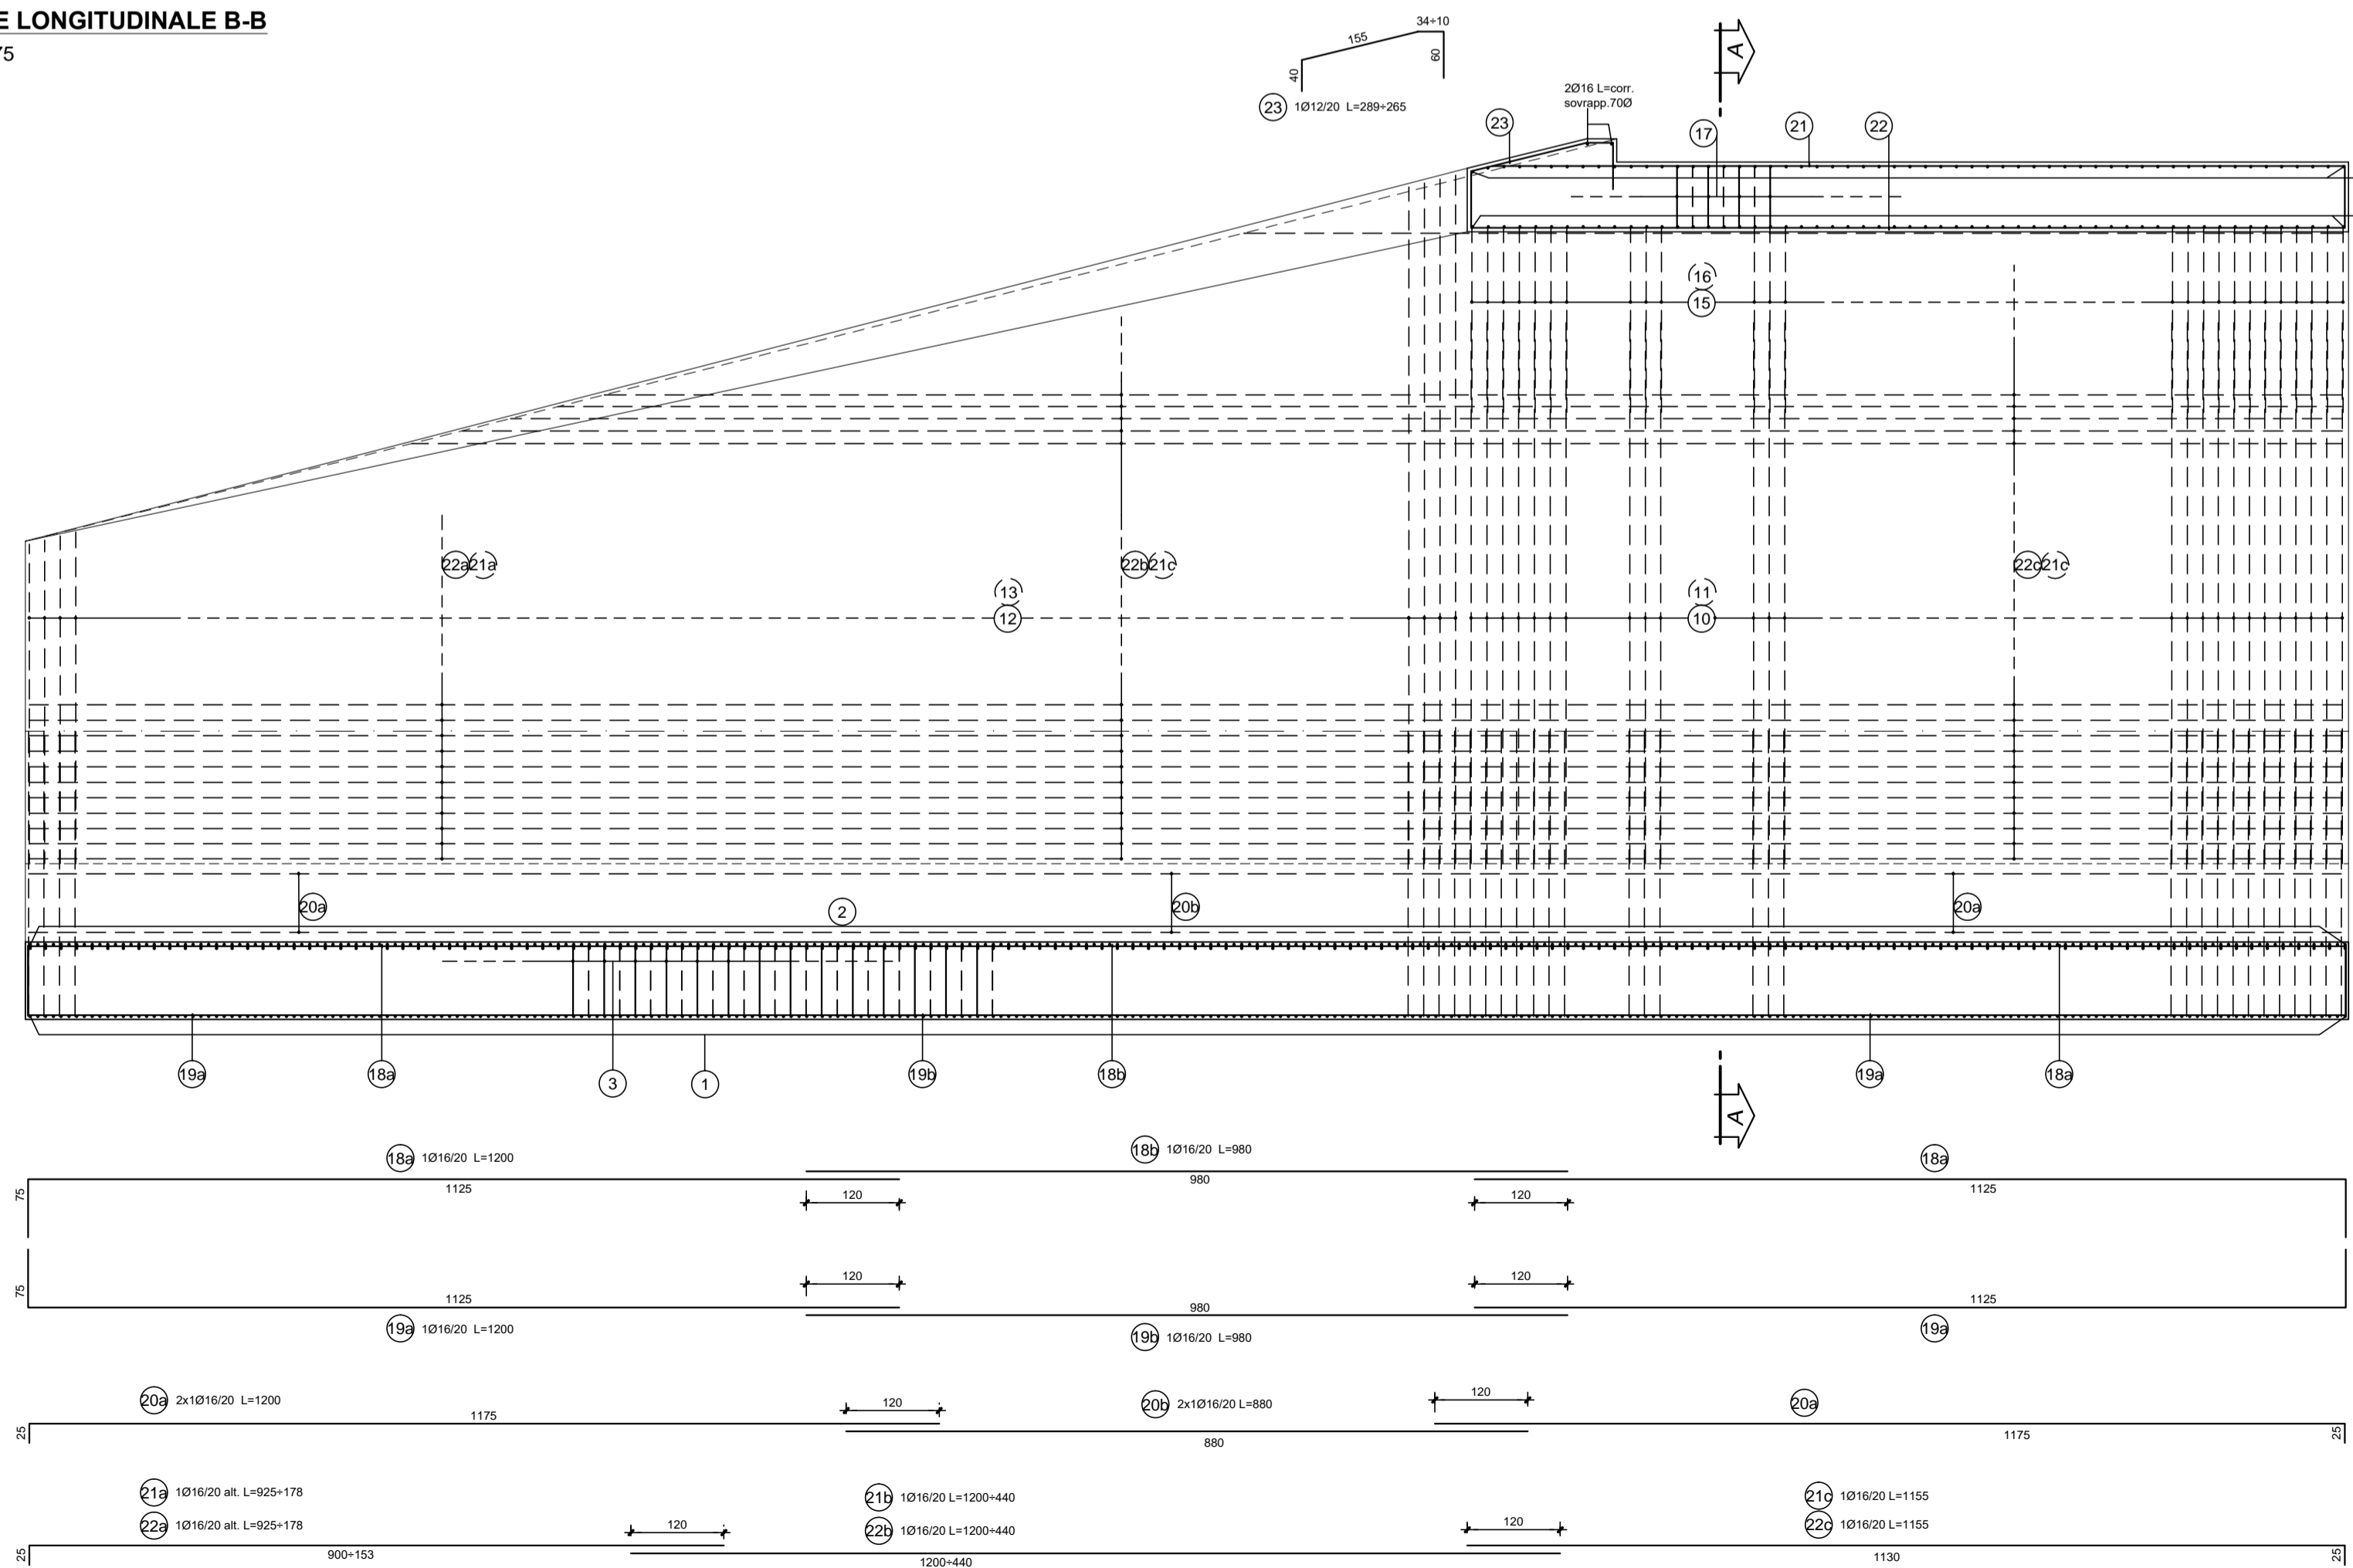 E LONGITUDINALE B-B
75
34÷10
155
60
40
23 1Ø12/20 L=289÷265
A
2Ø16 L=corr.
sovrapp.70Ø
23
17
21
22
16
15
22a 21a
22b 21c
22c 21c
13
12
11
10
20a
2
20b
20a
19a
18a
3
1
19b
18b
19a
18a
A
18a 1Ø16/20 L=1200
18b 1Ø16/20 L=980
18a
75
1125
120
980
120
1125
75
1125
120
980
120
1125
19a 1Ø16/20 L=1200
19b 1Ø16/20 L=980
19a
20a 2x1Ø16/20 L=1200
120
20b 2x1Ø16/20 L=880
120
20a
25
1175
880
1175
25
21a 1Ø16/20 alt. L=925÷178
21b 1Ø16/20 L=1200÷440
21c 1Ø16/20 L=1155
22a 1Ø16/20 alt. L=925÷178
120
22b 1Ø16/20 L=1200÷440
120
22c 1Ø16/20 L=1155
25
900÷153
1200÷440
1130
25